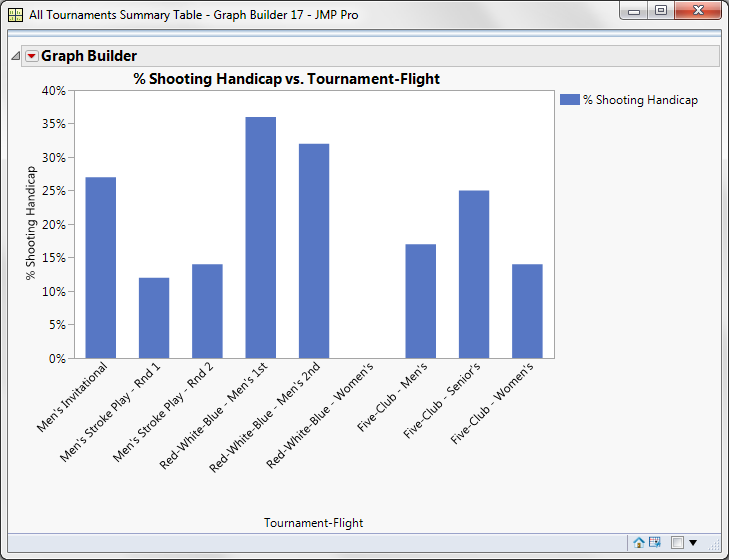 All Tournaments Summary Table - Graph Builder 17 - JMP Pro
Graph Builder
% Shooting Handicap vs. Tournament-Flight
% Shooting Handicap
40%
35%
30%
25%
20%
15%
10%
5%
0%
% Shooting Handicap
Men's Invitational
Men's Stroke Play - Rnd 1
Men's Stroke Play - Rnd 2
Red-White-Blue - Men's 1st
Red-White-Blue - Men's 2nd
Red-White-Blue - Women's
Five-Club - Men's
Five-Club - Senior's
Five-Club - Women's
Tournament-Flight